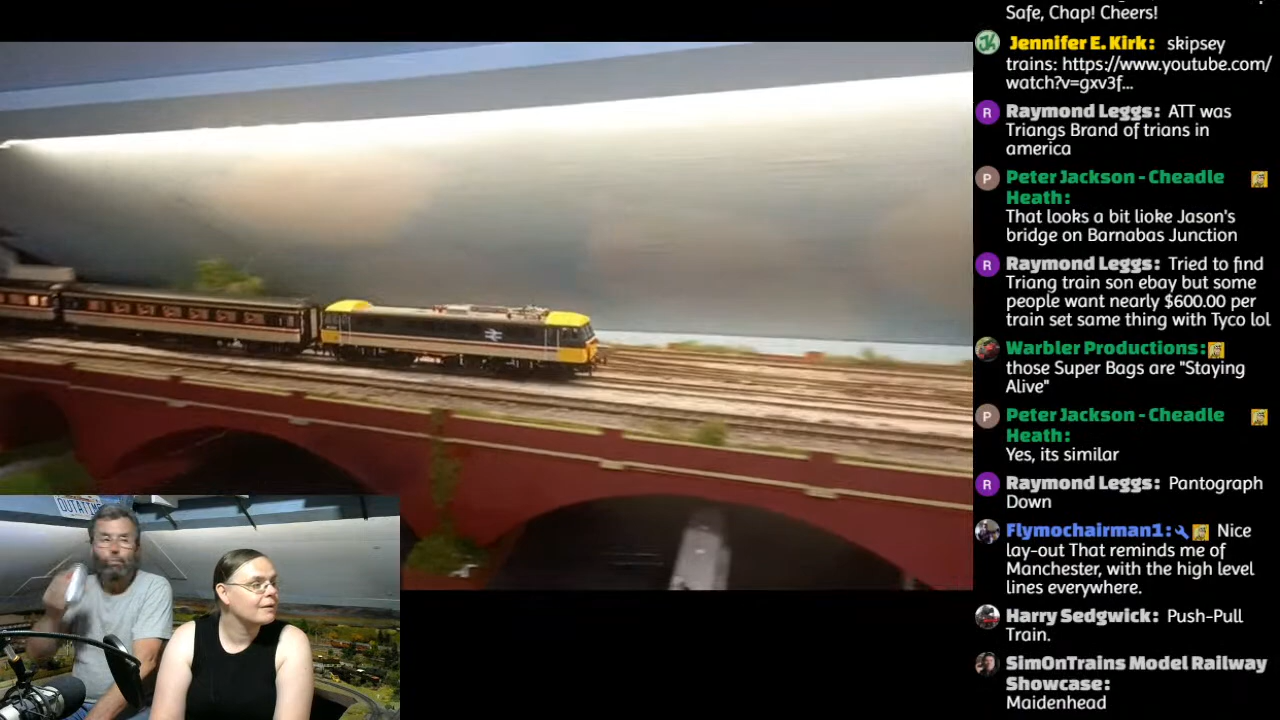 Safe, Chap! Cheers!
Jennifer E. Kirk: skipsey
trains: https://www.youtube.com/
watch?v=gxv3f...
R Raymond Leggs: ATT was
Triangs Brand of trians in
america
P Peter Jackson - Cheadle
Heath:
That looks a bit lioke Jason's
bridge on Barnabas Junction
R Raymond Leggs: Tried to find
Triang train son ebay but some
people want nearly $600.00 per
train set same thing with Tyco lol
Warbler Productions:
those Super Bags are "Staying
Alive"
P Peter Jackson - Cheadle
Heath:
Yes, its similar
R Raymond Leggs: Pantograph
Down
Flymochairman1: Nice
lay-out That reminds me of
Manchester, with the high level
lines everywhere.
Harry Sedgwick: Push-Pull
Train.
SimOnTrains Model Railway
Showcase:
Maidenhead
OUTATIME